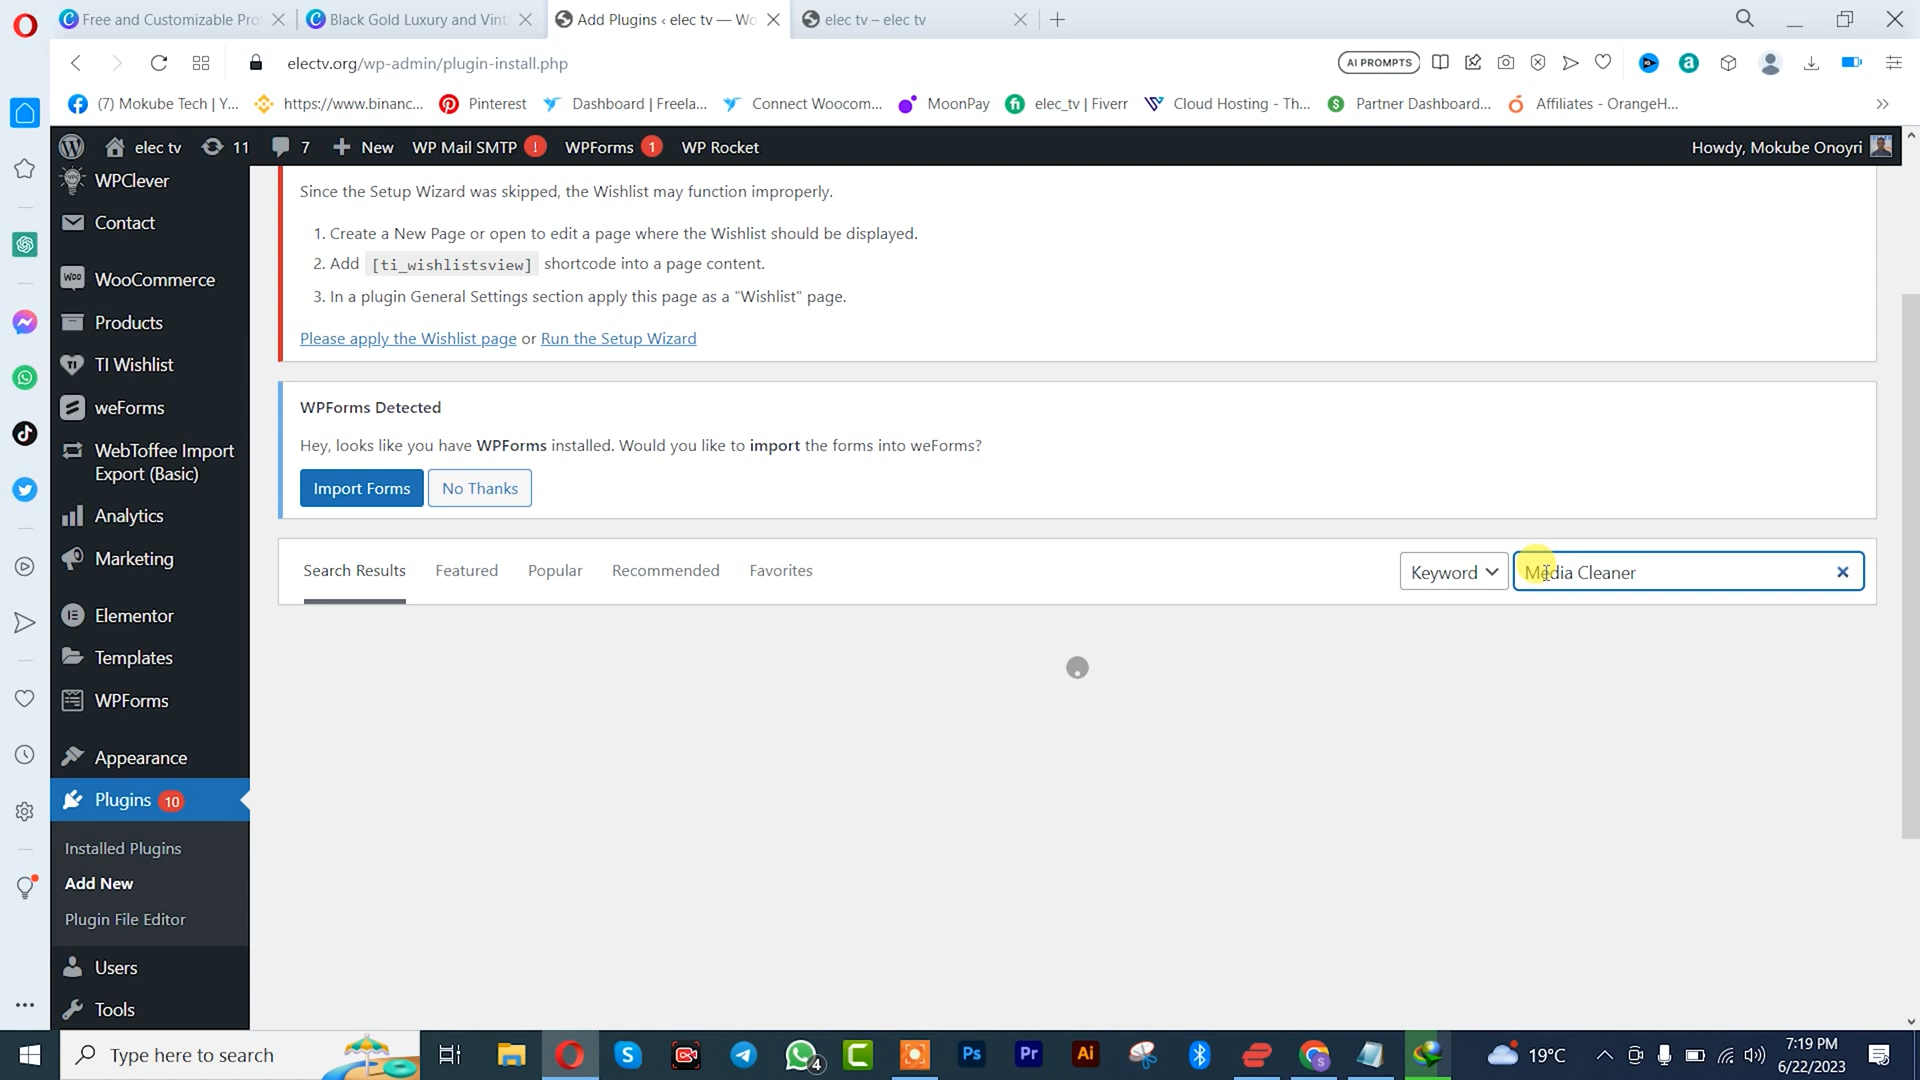 Free and Customizable Pro
Black Gold Luxury and Vint
Add Plugins ‹ elec tv — Wo
elec tv – elec tv
electv.org/wp-admin/plugin-install.php
AI PROMPTS
(7) Mokube Tech | Y...
https://www.binanc...
Pinterest
Dashboard | Freela...
Connect Woocom...
MoonPay
elec_tv | Fiverr
Cloud Hosting - Th...
Partner Dashboard...
Affiliates - OrangeH...
elec tv
11
7
New
WP Mail SMTP !
WPForms 1
WP Rocket
Howdy, Mokube Onoyri
WPClever
Contact
WooCommerce
Products
TI Wishlist
weForms
WebToffee Import
Export (Basic)
Analytics
Marketing
Elementor
Templates
WPForms
Appearance
Plugins 10
Installed Plugins
Add New
Plugin File Editor
Users
Tools
Since the Setup Wizard was skipped, the Wishlist may function improperly.
1. Create a New Page or open to edit a page where the Wishlist should be displayed.
2. Add [ti_wishlistsview] shortcode into a page content.
3. In a plugin General Settings section apply this page as a "Wishlist" page.
Please apply the Wishlist page or Run the Setup Wizard
WPForms Detected
Hey, looks like you have WPForms installed. Would you like to import the forms into weForms?
Import Forms
No Thanks
Search Results
Featured
Popular
Recommended
Favorites
Keyword
Media Cleaner
Type here to search
4
Ps
Pr
Ai
19°C
7:19 PM
6/22/2023